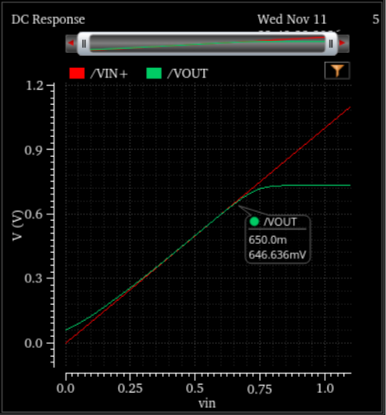 DC Response Wed Nov 11 5
/VIN+ /VOUT
1.2
0.9
0.6
0.3
0.0
V (V)
/VOUT
650.0m
646.636mV
0.0 0.25 0.5 0.75 1.0
vin